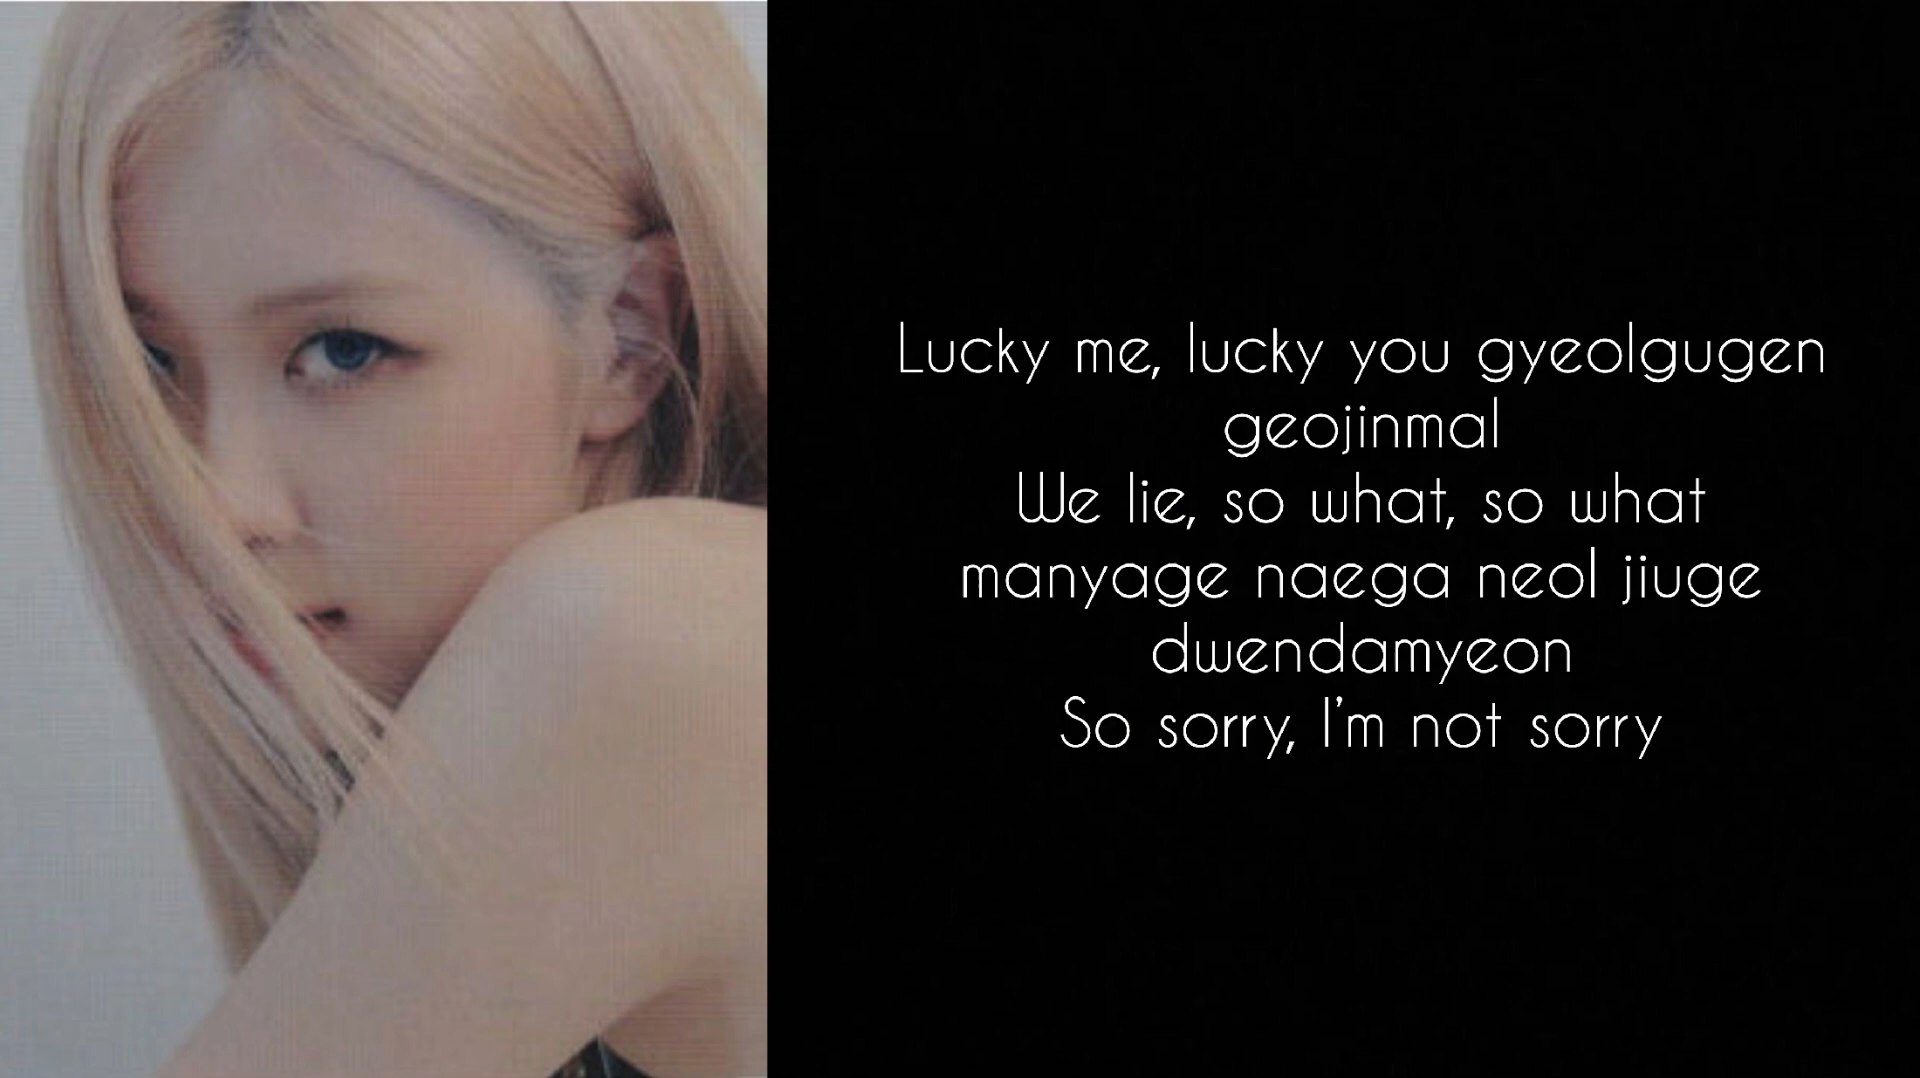 Lucky me, lucky you gyeolgugen
geojinmal
We lie, so what, so what
manyage naega neol jiuge
dwendamyeon
So sorry, I'm not sorry